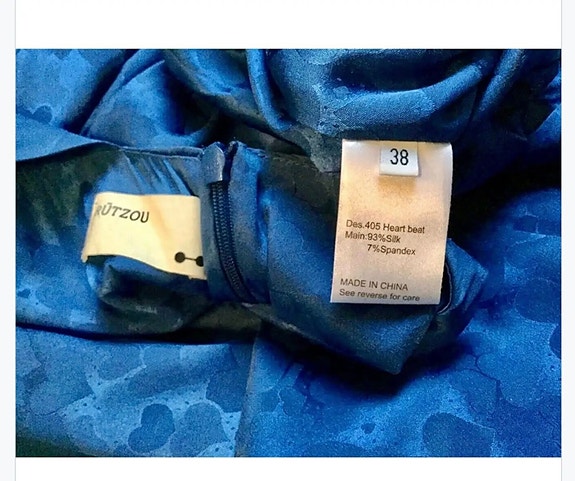 RÜTZOU
38
Des.405 Heart beat
Main:93%Silk
7%Spandex
MADE IN CHINA
See reverse for care